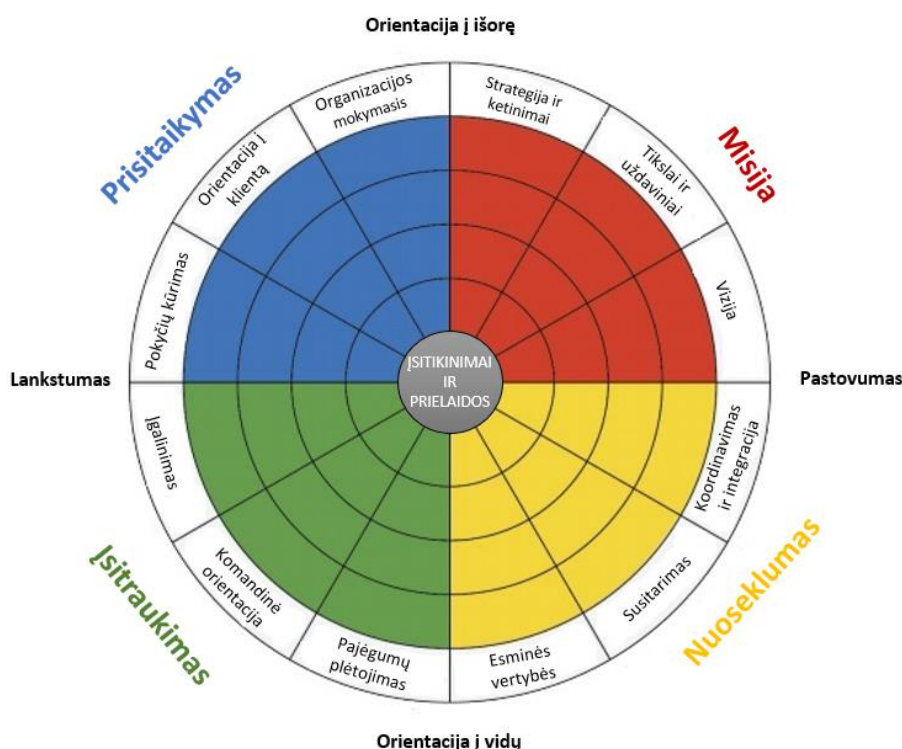 Orientacija į išorę
Prisitaikymas
Misija
Organizacijos
mokymasis
Strategija ir
ketinimai
Orientacija į
klientą
Tikslai ir
uždaviniai
Pokyčių kūrimas
Vizija
Lankstumas
ĮSITIKINIMAI
IR
PRIELAIDOS
Pastovumas
Įgalinimas
Koordinavimas
ir integracija
Komandinė
orientacija
Susitarimas
Pajėgumų
plėtojimas
Esminės
vertybės
Įsitraukimas
Nuoseklumas
Orientacija į vidų